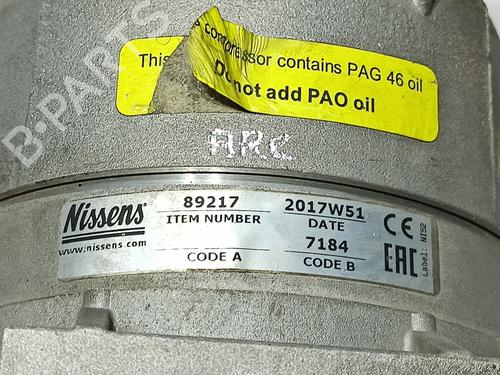 compressor contains PAG 46 oil
This
Do not add PAO oil
ARC
Nissens
www.nissens.com
89217
ITEM NUMBER
CODE A
2017W51
DATE
7184
CODE B
CE
EAC
Label: NI52
B-PARTS